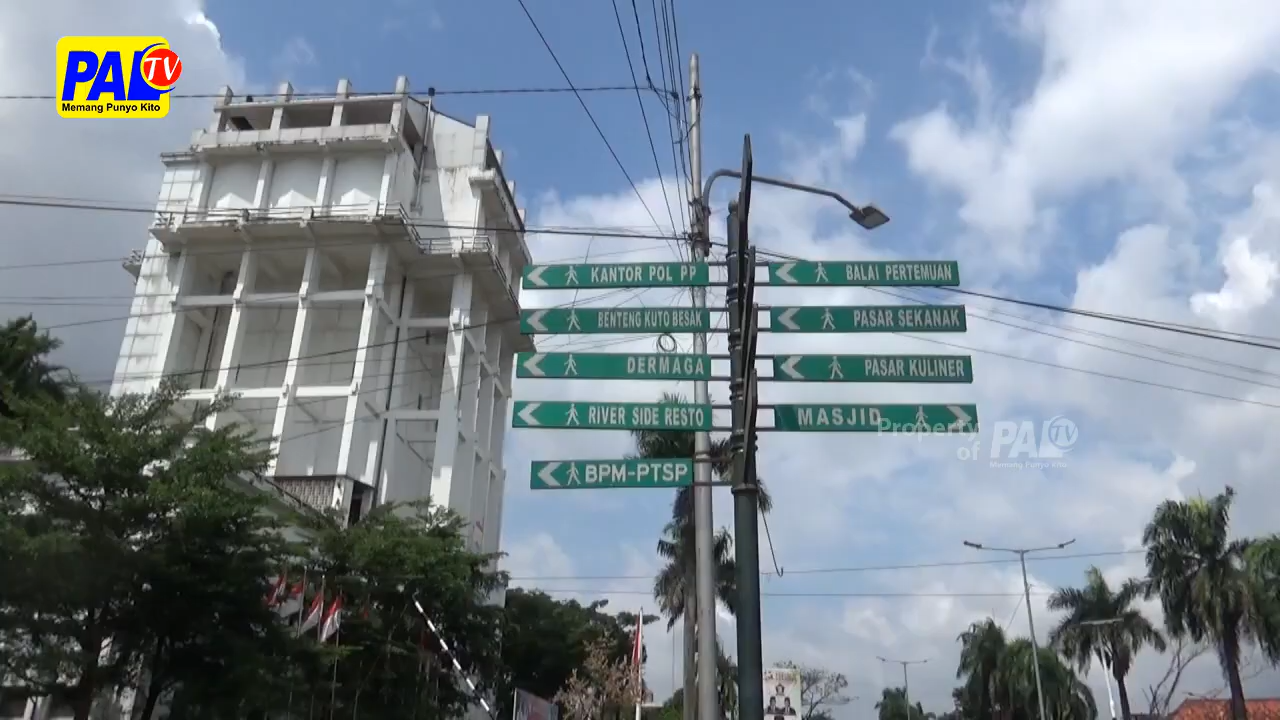 PAL TV
Memang Punyo Kito
KANTOR POL PP
BENTENG KUTO BESAK
DERMAGA
RIVER SIDE RESTO
BPM-PTSP
BALAI PERTEMUAN
PASAR SEKANAK
PASAR KULINER
MASJID
Property of PAL TV
Memang Punyo Kito